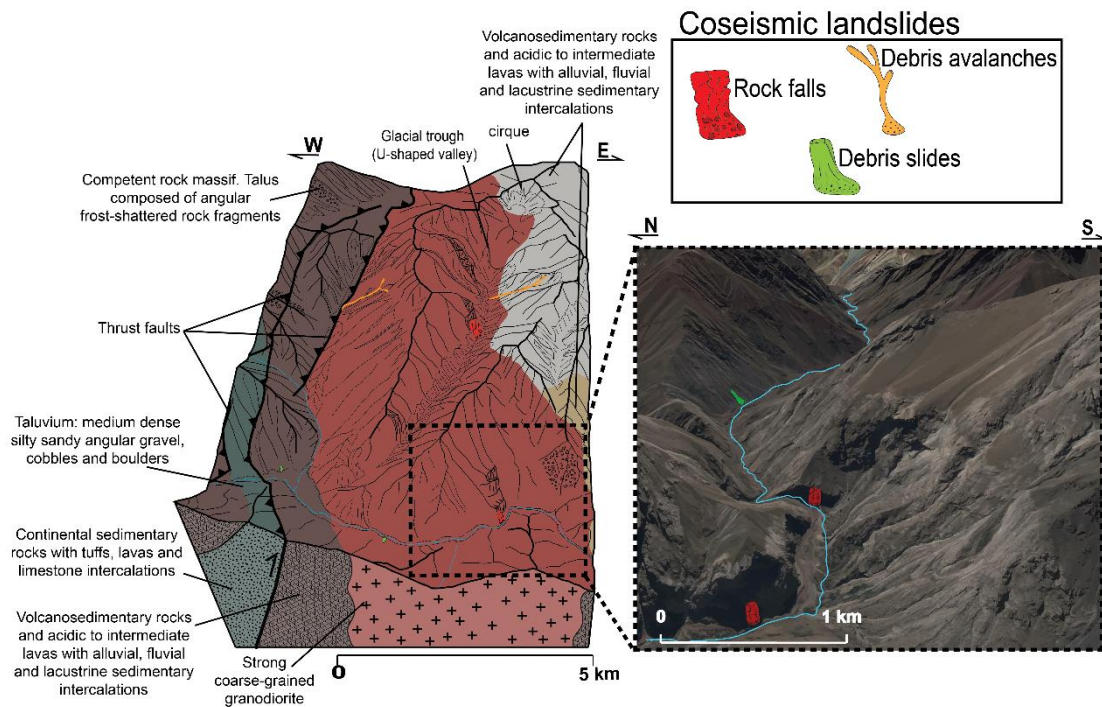 Coseismic landslides
Rock falls
Debris avalanches
Debris slides
Volcanosedimentary rocks
and acidic to intermediate
lavas with alluvial, fluvial
and lacustrine sedimentary
intercalations
W
Glacial trough
(U-shaped valley)
cirque
E
Competent rock massif. Talus
composed of angular
frost-shattered rock fragments
Thrust faults
Taluvium: medium dense
silty sandy angular gravel,
cobbles and boulders
Continental sedimentary
rocks with tuffs, lavas and
limestone intercalations
Volcanosedimentary rocks
and acidic to intermediate
lavas with alluvial, fluvial
and lacustrine sedimentary
intercalations
Strong
coarse-grained
granodiorite
0
5 km
N
S
0
1 km